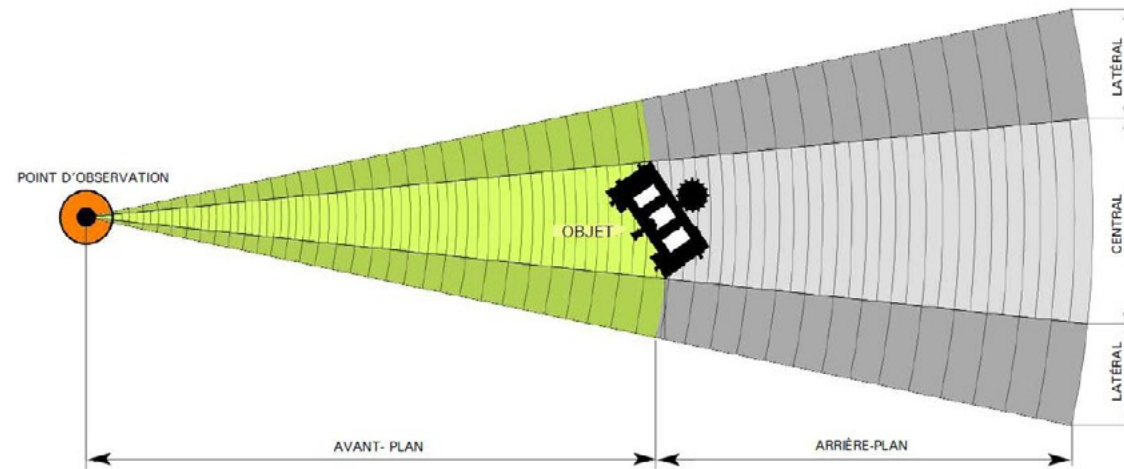 POINT D'OBSERVATION
OBJET
LATÉRAL
CENTRAL
LATÉRAL
AVANT- PLAN
ARRIÈRE-PLAN